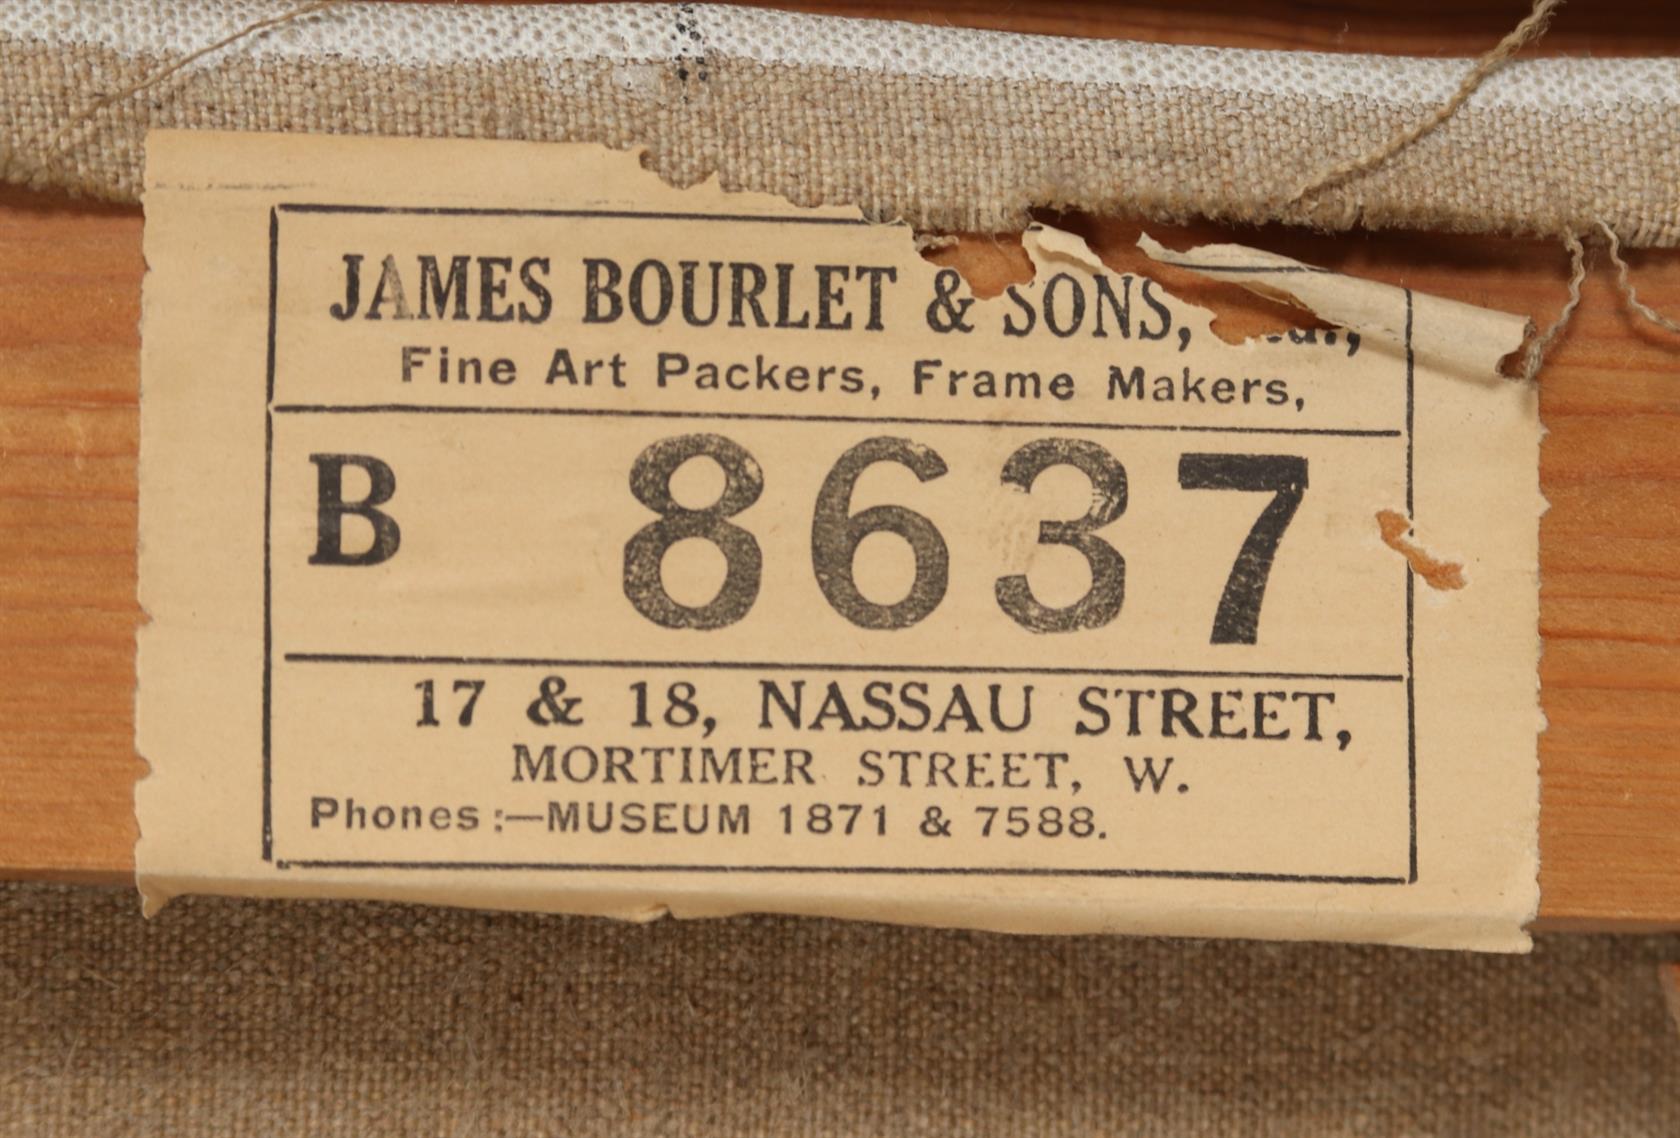 JAMES BOURLET & SONS,
Fine Art Packers, Frame Makers,
B 8637
17 & 18, NASSAU STREET,
MORTIMER STREET, W.
Phones:—MUSEUM 1871 & 7588.